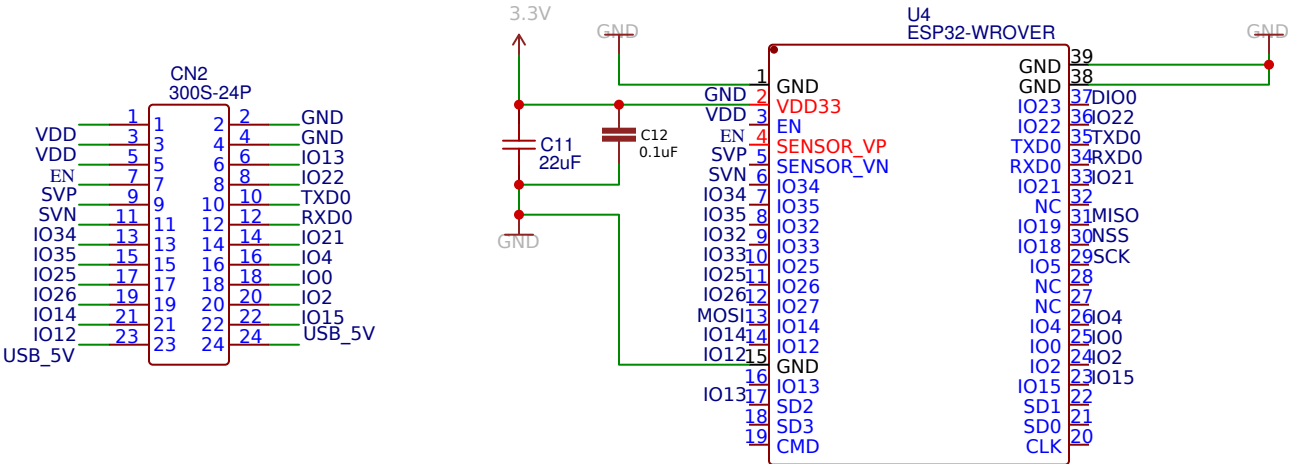 3.3V
GND
U4
ESP32-WROVER
GND
CN2
300S-24P
1 1 2 2 GND
VDD 3 3 4 4 GND
VDD 5 5 6 6 IO13
EN 7 7 8 8 IO22
SVP 9 9 10 10 TXD0
SVN 11 11 12 12 RXD0
IO34 13 13 14 14 IO21
IO35 15 15 16 16 IO4
IO25 17 17 18 18 IO0
IO26 19 19 20 20 IO2
IO14 21 21 22 22 IO15
IO12 23 23 24 24 USB_5V
USB_5V
C11
22uF
C12
0.1uF
GND
1 GND
GND 2 VDD33
VDD 3 EN
EN 4 SENSOR_VP
SVP 5 SENSOR_VN
SVN 6 IO34
IO34 7 IO35
IO35 8 IO32
IO32 9 IO33
IO33 10 IO25
IO25 11 IO26
IO26 12 IO27
MOSI 13 IO14
IO14 14 IO12
IO12 15 GND
16 IO13
IO13 17 SD2
18 SD3
19 CMD
GND 39
GND 38
IO23 37 DIO0
IO22 36 IO22
TXD0 35 TXD0
RXD0 34 RXD0
IO21 33 IO21
NC 32
IO19 31 MISO
IO18 30 NSS
IO5 29 SCK
NC 28
NC 27
IO4 26 IO4
IO0 25 IO0
IO2 24 IO2
IO15 23 IO15
SD1 22
SD0 21
CLK 20